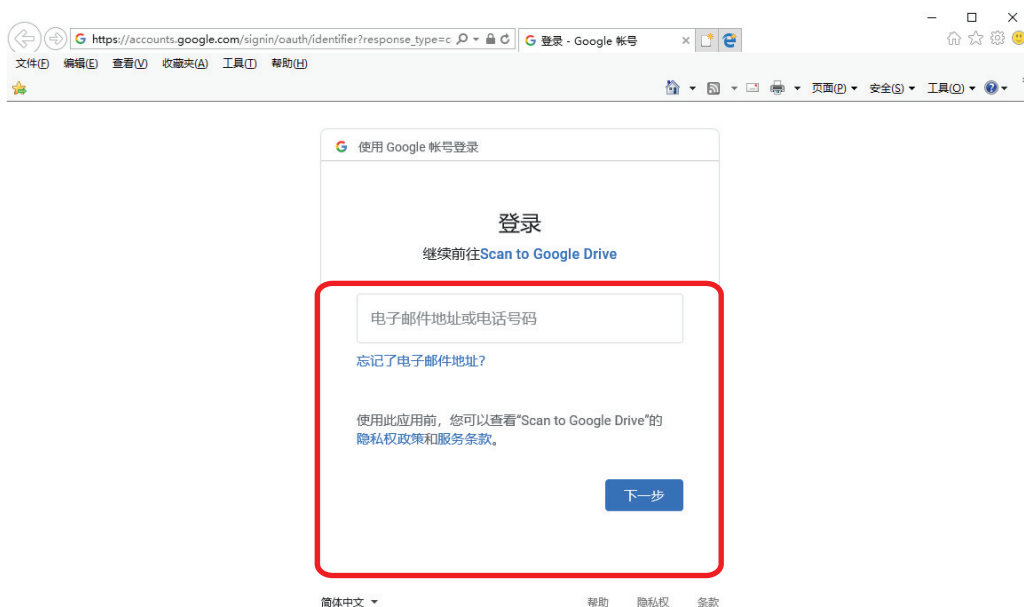 https://accounts.google.com/signin/oauth/identifier?response_type=c
登录 - Google 帐号
文件(F) 编辑(E) 查看(V) 收藏夹(A) 工具(T) 帮助(H)
页面(P) 安全(S) 工具(O)
使用 Google 帐号登录
登录
继续前往Scan to Google Drive
电子邮件地址或电话号码
忘记了电子邮件地址?
使用此应用前，您可以查看“Scan to Google Drive”的
隐私权政策和服务条款。
下一步
简体中文 帮助 隐私权 条款